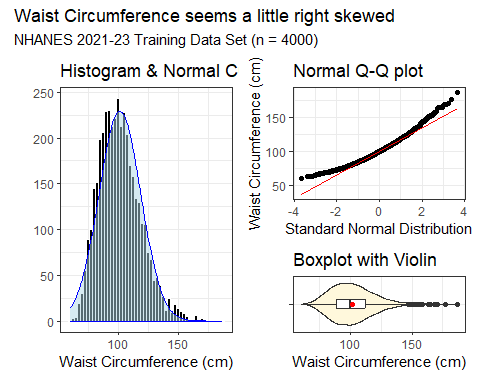 Waist Circumference seems a little right skewed
NHANES 2021-23 Training Data Set (n = 4000)
Histogram & Normal C
250
200
150
100
50
0
100 150
Waist Circumference (cm)
Normal Q-Q plot
Waist Circumference (cm)
150
100
50
-4 -2 0 2 4
Standard Normal Distribution
Boxplot with Violin
100 150
Waist Circumference (cm)